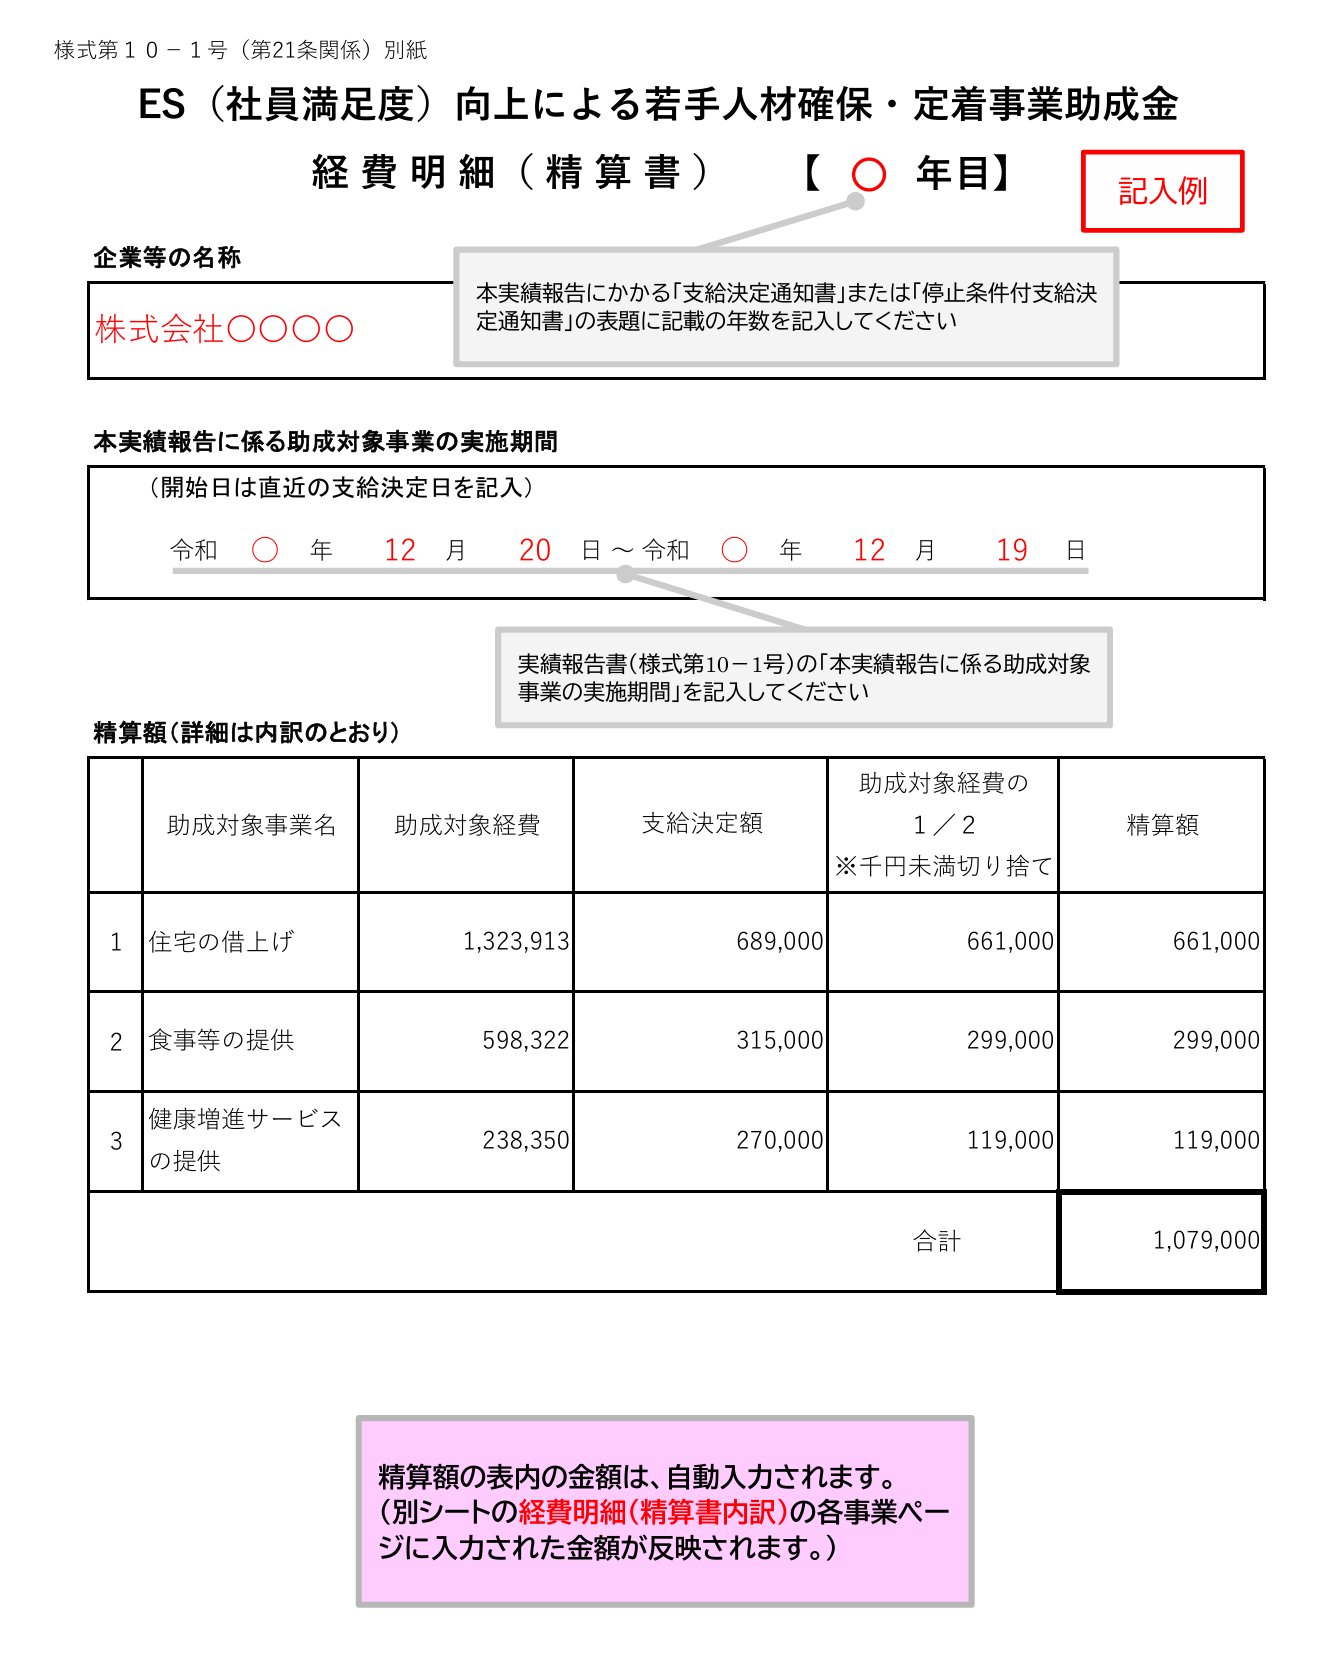 様式第１０－１号（第21条関係）別紙
ES（社員満足度）向上による若手人材確保・定着事業助成金
経費明細（精算書）　【 ○ 年目】
記入例
本実績報告にかかる「支給決定通知書」または「停止条件付支給決
定通知書」の表題に記載の年数を記入してください
企業等の名称
株式会社○○○○
本実績報告に係る助成対象事業の実施期間
（開始日は直近の支給決定日を記入）
令和 ○ 年 12 月 20 日 ～ 令和 ○ 年 12 月 19 日
実績報告書（様式第10－1号）の「本実績報告に係る助成対象
事業の実施期間」を記入してください
精算額（詳細は内訳のとおり）
助成対象事業名 助成対象経費 支給決定額 助成対象経費の
１／２
※千円未満切り捨て
精算額
1 住宅の借上げ 1,323,913 689,000 661,000 661,000
2 食事等の提供 598,322 315,000 299,000 299,000
3 健康増進サービス
の提供
238,350 270,000 119,000 119,000
合計 1,079,000
精算額の表内の金額は、自動入力されます。
（別シートの経費明細（精算書内訳）の各事業ペー
ジに入力された金額が反映されます。）